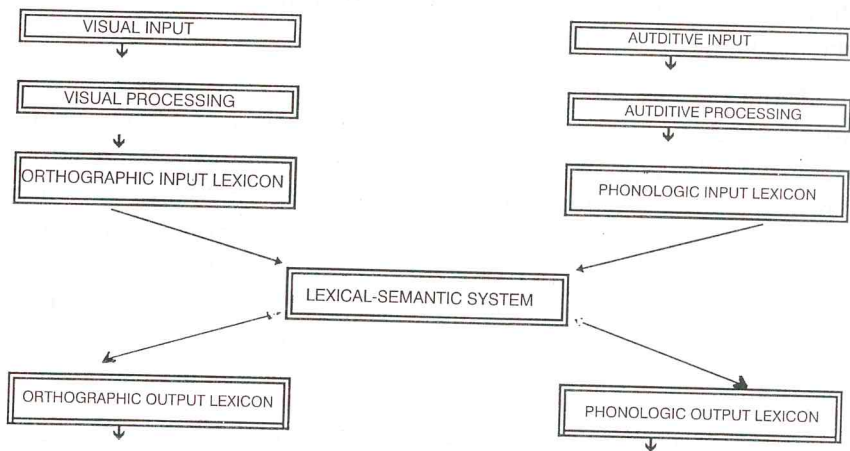 VISUAL INPUT
AUTDITIVE INPUT
VISUAL PROCESSING
AUTDITIVE PROCESSING
ORTHOGRAPHIC INPUT LEXICON
PHONOLOGIC INPUT LEXICON
LEXICAL-SEMANTIC SYSTEM
ORTHOGRAPHIC OUTPUT LEXICON
PHONOLOGIC OUTPUT LEXICON